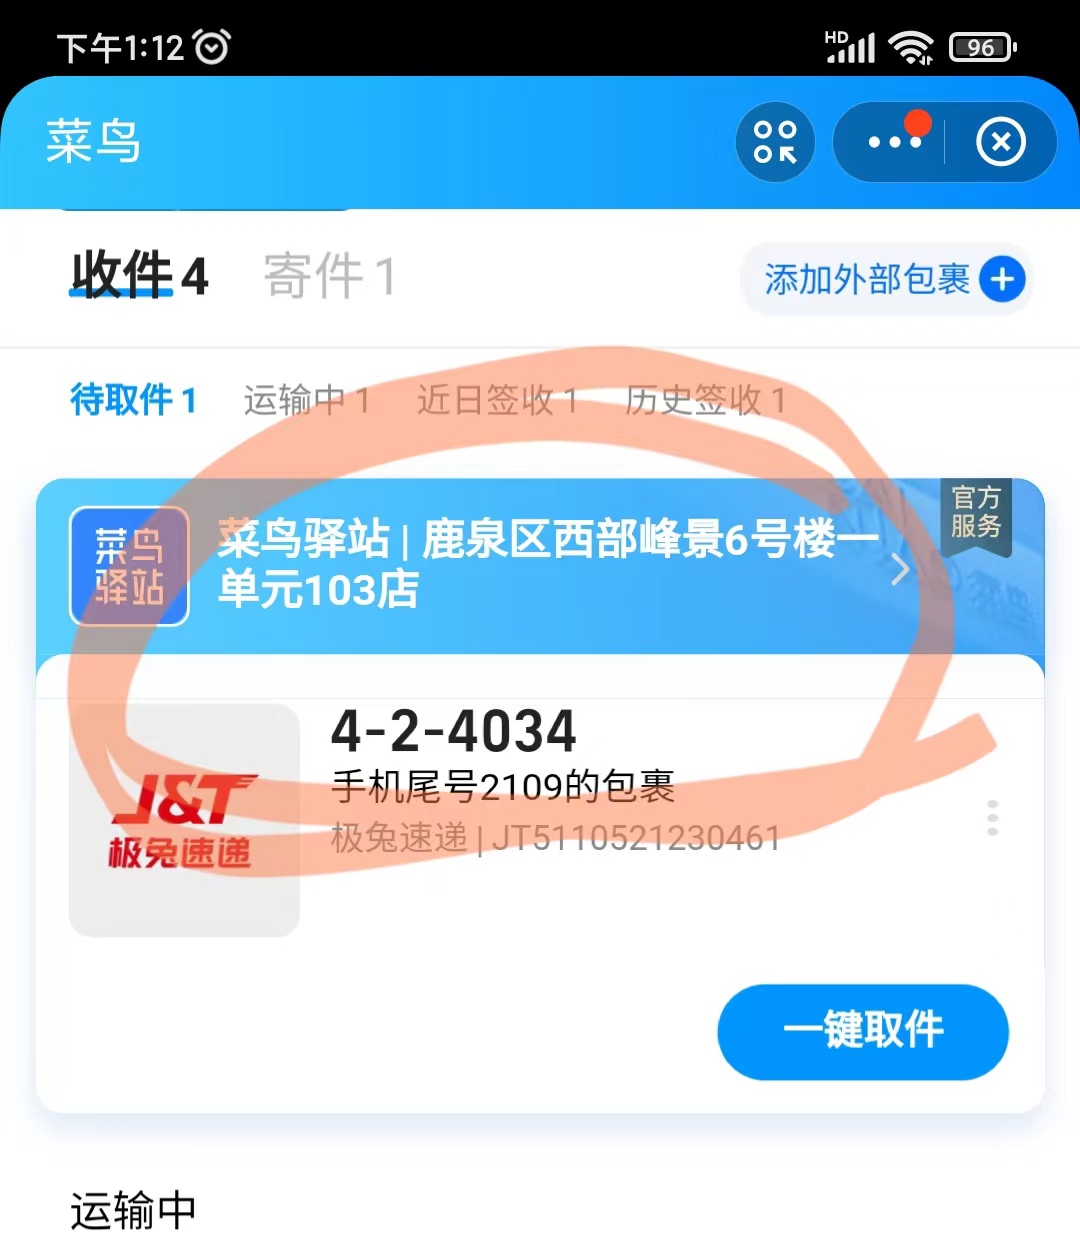 下午1:12
HD
96
菜鸟
收件4 寄件1
添加外部包裹
待取件1 运输中1 近日签收1 历史签收1
官方
服务
菜鸟
驿站
菜鸟驿站 | 鹿泉区西部峰景6号楼一
单元103店
4-2-4034
手机尾号2109的包裹
极兔速递 | JT5110521230461
J&T
极兔速递
一键取件
运输中